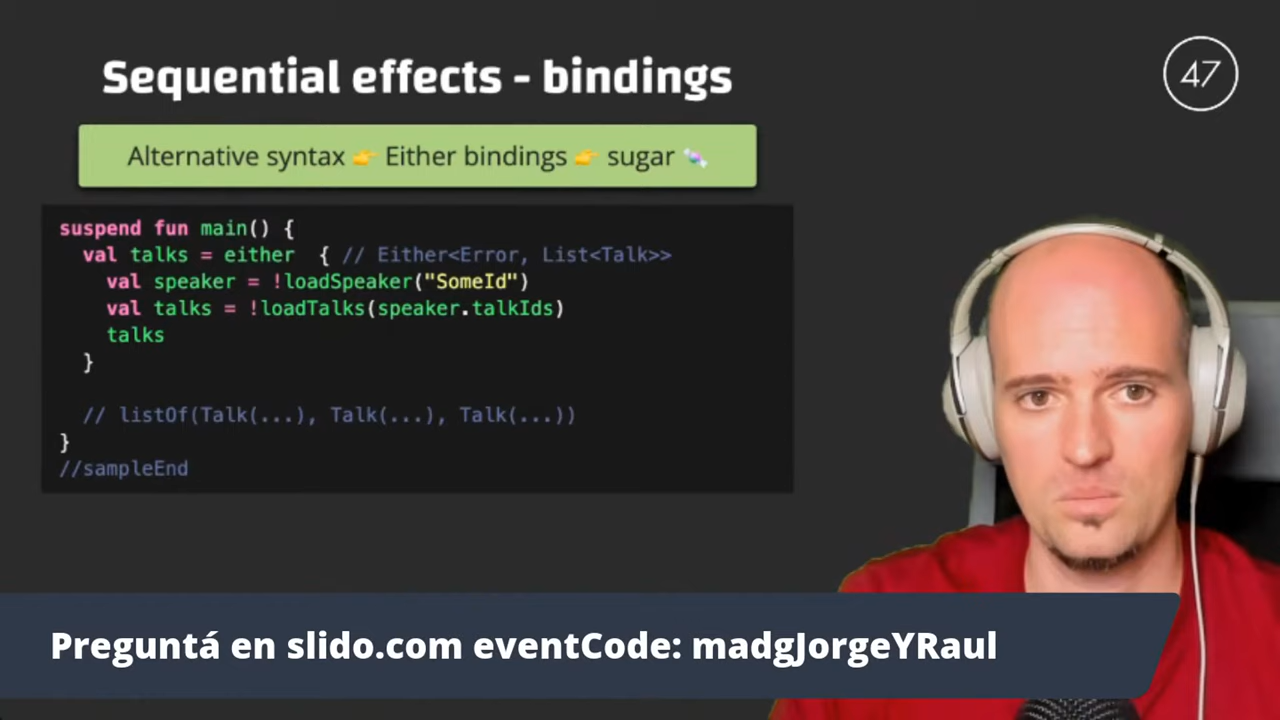 Sequential effects - bindings
47
Alternative syntax 👉 Either bindings 👉 sugar 🍬
suspend fun main() {
  val talks = either  { // Either<Error, List<Talk>>
    val speaker = !loadSpeaker("SomeId")
    val talks = !loadTalks(speaker.talkIds)
    talks
  }
  // listOf(Talk(...), Talk(...), Talk(...))
}
//sampleEnd
Preguntá en slido.com eventCode: madgJorgeYRaul